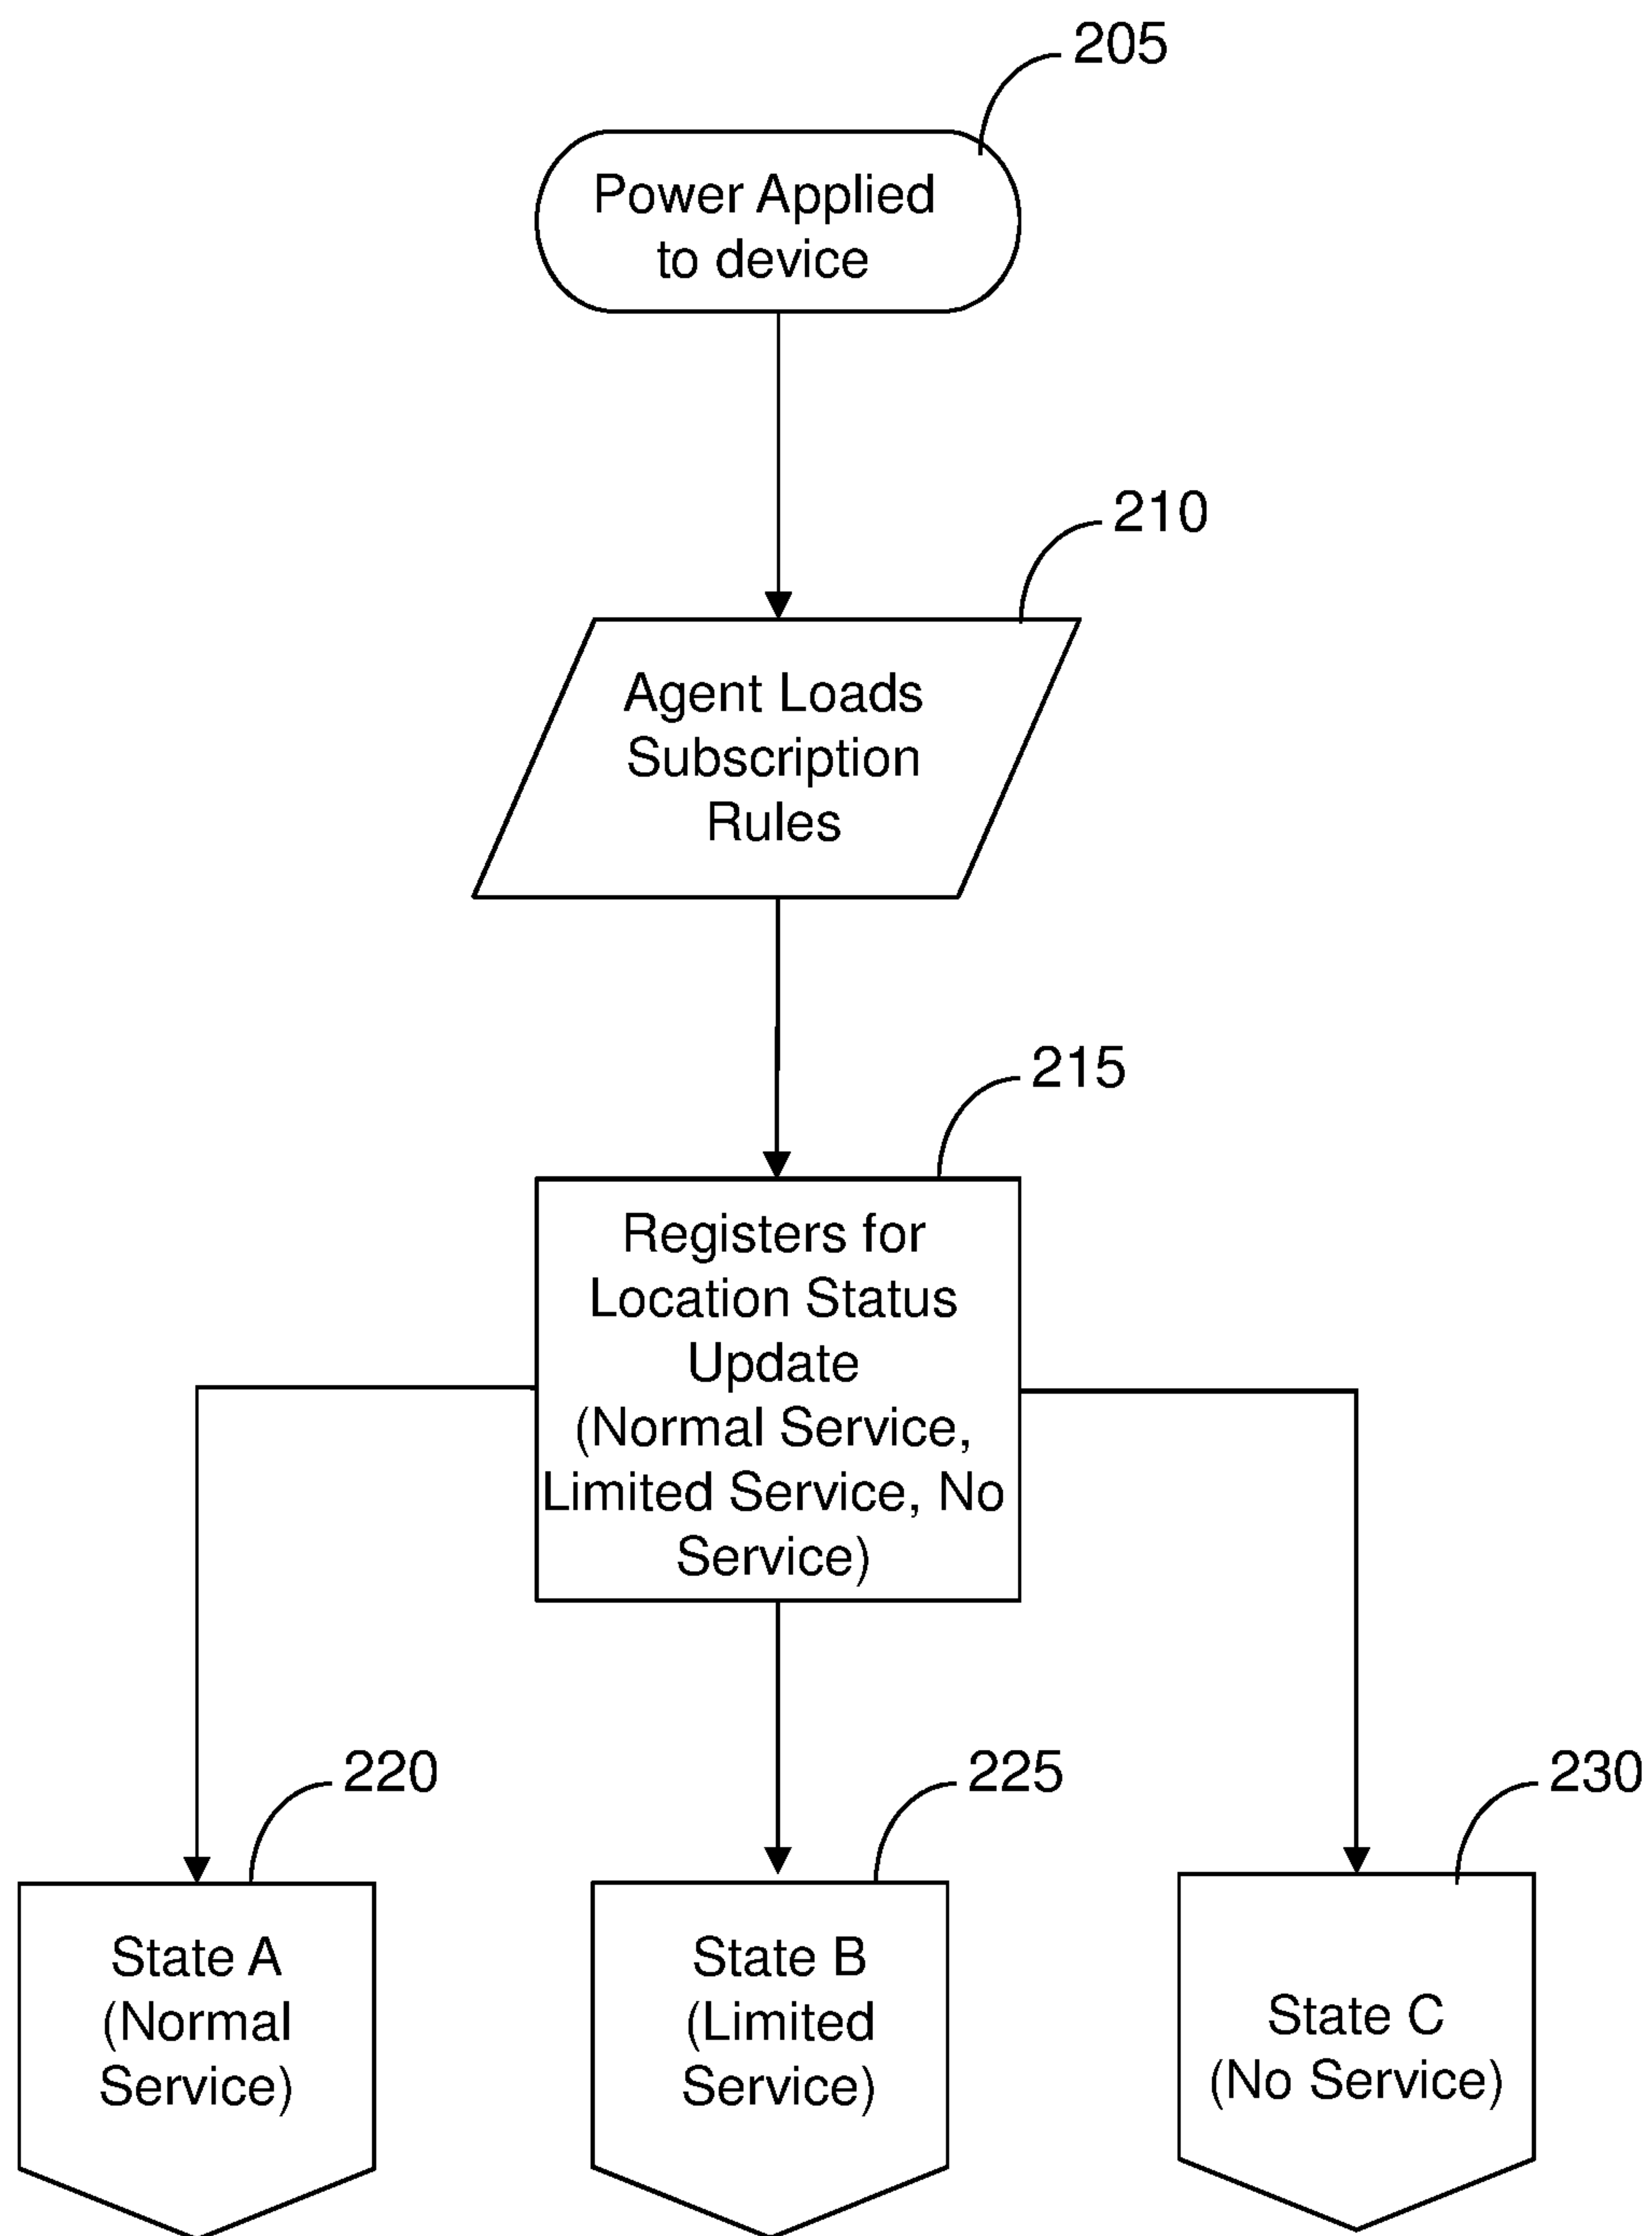 205
Power Applied
to device
210
Agent Loads
Subscription
Rules
215
Registers for
Location Status
Update
(Normal Service,
Limited Service, No
Service)
220
State A
(Normal
Service)
225
State B
(Limited
Service)
230
State C
(No Service)